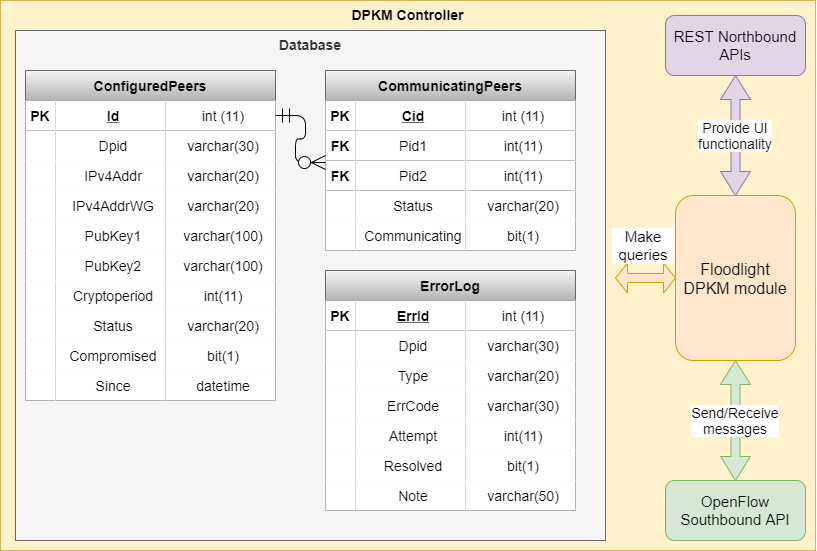 DPKM Controller
Database
ConfiguredPeers
PK Id int (11)
Dpid varchar(30)
IPv4Addr varchar(20)
IPv4AddrWG varchar(20)
PubKey1 varchar(100)
PubKey2 varchar(100)
Cryptoperiod int(11)
Status varchar(20)
Compromised bit(1)
Since datetime
CommunicatingPeers
PK Cid int (11)
FK Pid1 int(11)
FK Pid2 int(11)
Status varchar(20)
Communicating bit(1)
ErrorLog
PK ErrId int (11)
Dpid varchar(30)
Type varchar(20)
ErrCode varchar(30)
Attempt int(11)
Resolved bit(1)
Note varchar(50)
REST Northbound
APIs
Provide UI
functionality
Make
queries
Floodlight
DPKM module
Send/Receive
messages
OpenFlow
Southbound API